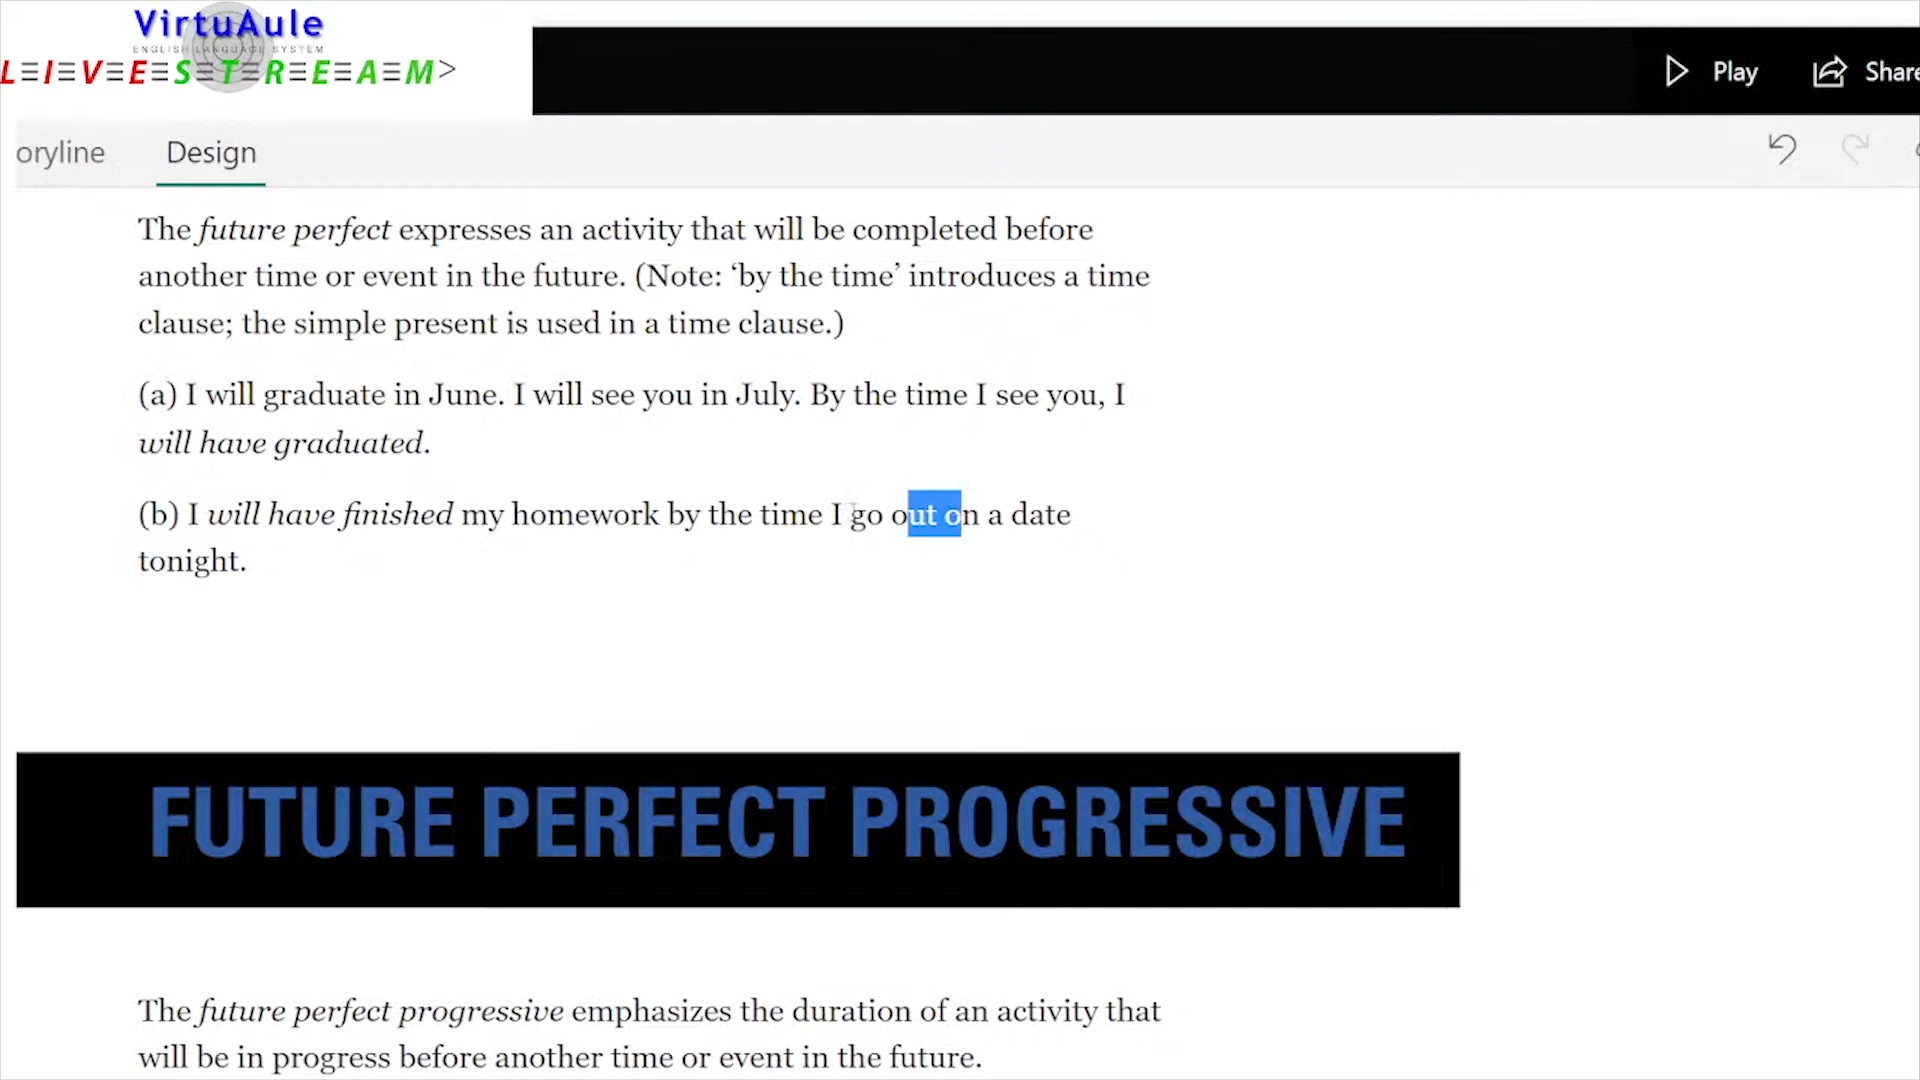 VirtuAule
ENGLISH LANGUAGE SYSTEM
L≡I≡V≡E≡S≡T≡R≡E≡A≡M>
Play Share
oryline Design
The future perfect expresses an activity that will be completed before
another time or event in the future. (Note: ‘by the time’ introduces a time
clause; the simple present is used in a time clause.)
(a) I will graduate in June. I will see you in July. By the time I see you, I
will have graduated.
(b) I will have finished my homework by the time I go out on a date
tonight.
FUTURE PERFECT PROGRESSIVE
The future perfect progressive emphasizes the duration of an activity that
will be in progress before another time or event in the future.